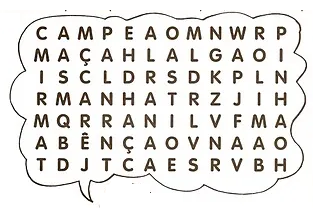 C A M P E A O M N W R P
M A Ç A H L A L G A O I
I S C L D R S D K P L N
R M A N H A T R Z J I H
M Q R R A N I L V F M A
A B Ê N Ç A O V N A A O
T D J T C A E S R V B H